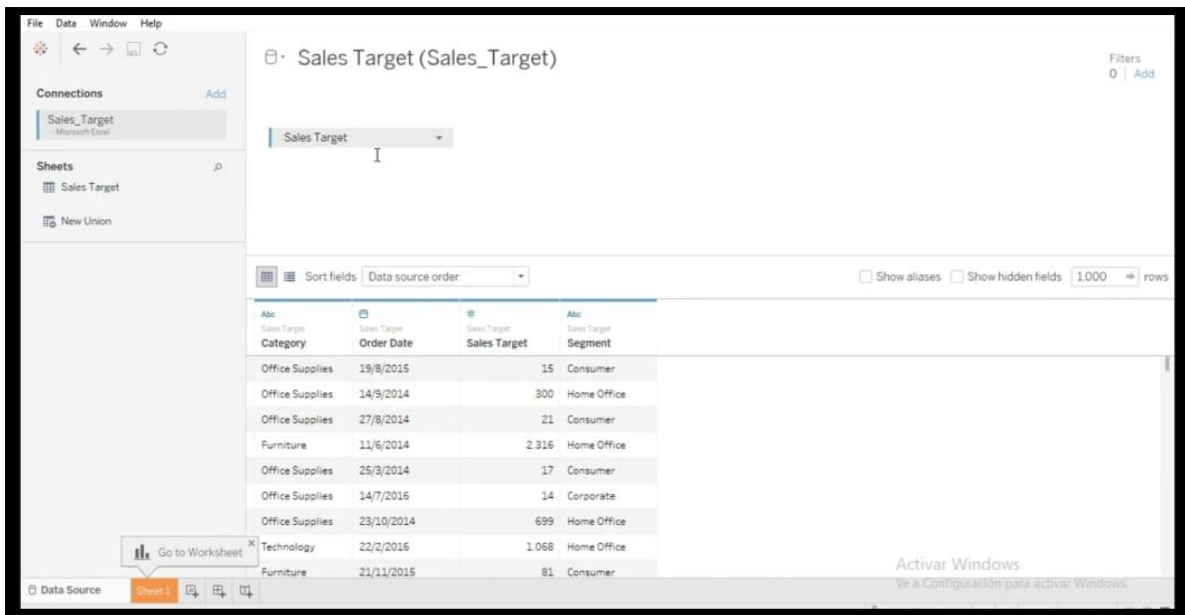 File Data Window Help
Sales Target (Sales_Target)
Filters
0 Add
Connections Add
Sales_Target
Microsoft Excel
Sales Target
Sheets
Sales Target
New Union
Sort fields Data source order Show aliases Show hidden fields 1.000 rows
Abc Abc
Sales Target Sales Target Sales Target Sales Target
Category Order Date Sales Target Segment
Office Supplies 19/8/2015 15 Consumer
Office Supplies 14/9/2014 300 Home Office
Office Supplies 27/8/2014 21 Consumer
Furniture 11/6/2014 2.316 Home Office
Office Supplies 25/3/2014 17 Consumer
Office Supplies 14/7/2016 14 Corporate
Office Supplies 23/10/2014 699 Home Office
Go to Worksheet
Technology 22/2/2016 1.068 Home Office
Furniture 21/11/2015 81 Consumer
Activar Windows
Ve a Configuración para activar Windows.
Data Source Sheet 1